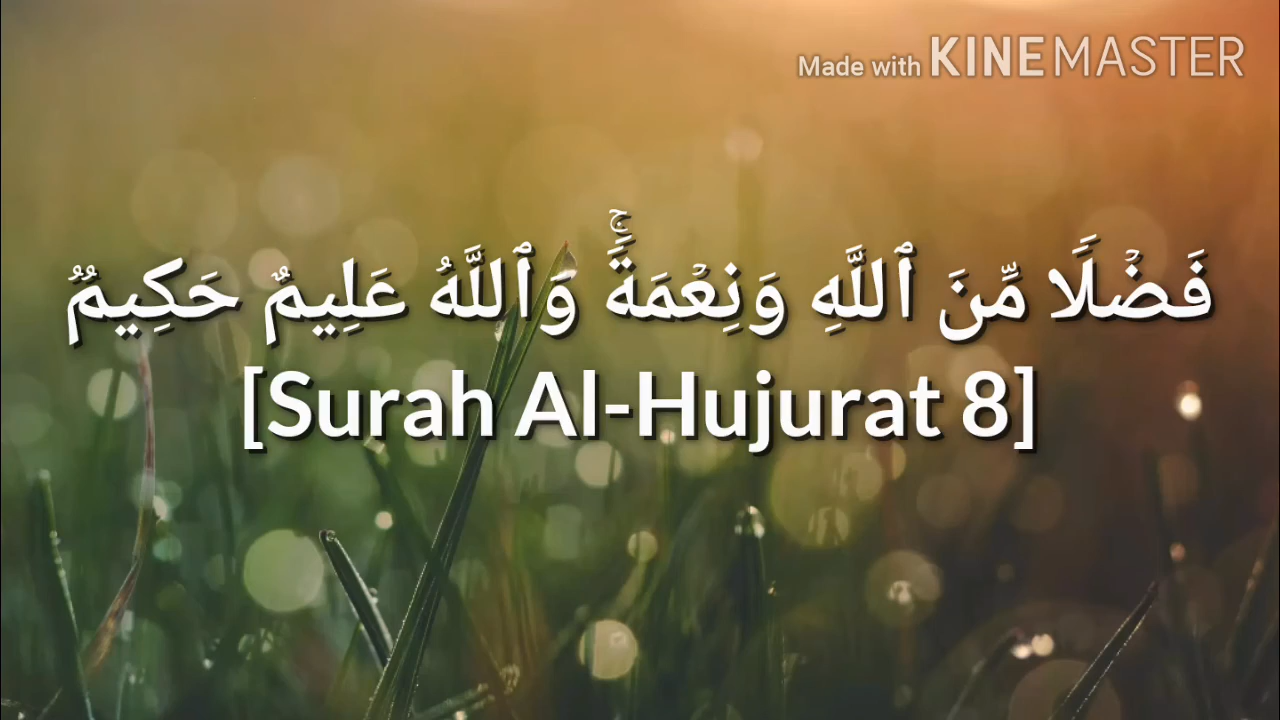 Made with KINEMASTER
فَضۡلًا مِّنَ ٱللَّهِ وَنِعۡمَةٗۚ وَٱللَّهُ عَلِيمٌ حَكِيمٞ
[Surah Al-Hujurat 8]